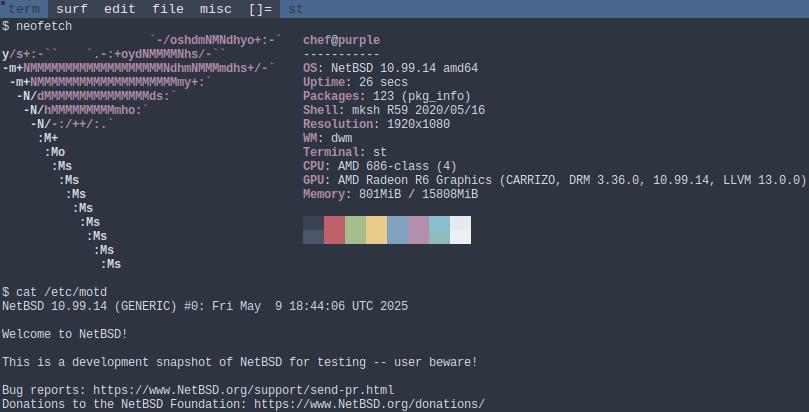 term surf edit file misc []= st
$ neofetch
`-/oshdmNMNdhyo+:-` chef@purple
y/s+:-`` `.-:+oydNMMMMNhs/-`` -----------
-m+NMMMMMMMMMMMMMMMMMMMNdhmNMMMmdhs+/-` OS: NetBSD 10.99.14 amd64
-m+NMMMMMMMMMMMMMMMMMMMMmy+:` Uptime: 26 secs
-N/dMMMMMMMMMMMMMMMds:` Packages: 123 (pkg_info)
-N/hMMMMMMMMMmho:` Shell: mksh R59 2020/05/16
-N/-:/++/:.` Resolution: 1920x1080
:M+ WM: dwm
:Mo Terminal: st
:Ms CPU: AMD 686-class (4)
:Ms GPU: AMD Radeon R6 Graphics (CARRIZO, DRM 3.36.0, 10.99.14, LLVM 13.0.0)
:Ms Memory: 801MiB / 15808MiB
:Ms
:Ms
:Ms
:Ms
:Ms
$ cat /etc/motd
NetBSD 10.99.14 (GENERIC) #0: Fri May  9 18:44:06 UTC 2025
Welcome to NetBSD!
This is a development snapshot of NetBSD for testing -- user beware!
Bug reports: https://www.NetBSD.org/support/send-pr.html
Donations to the NetBSD Foundation: https://www.NetBSD.org/donations/